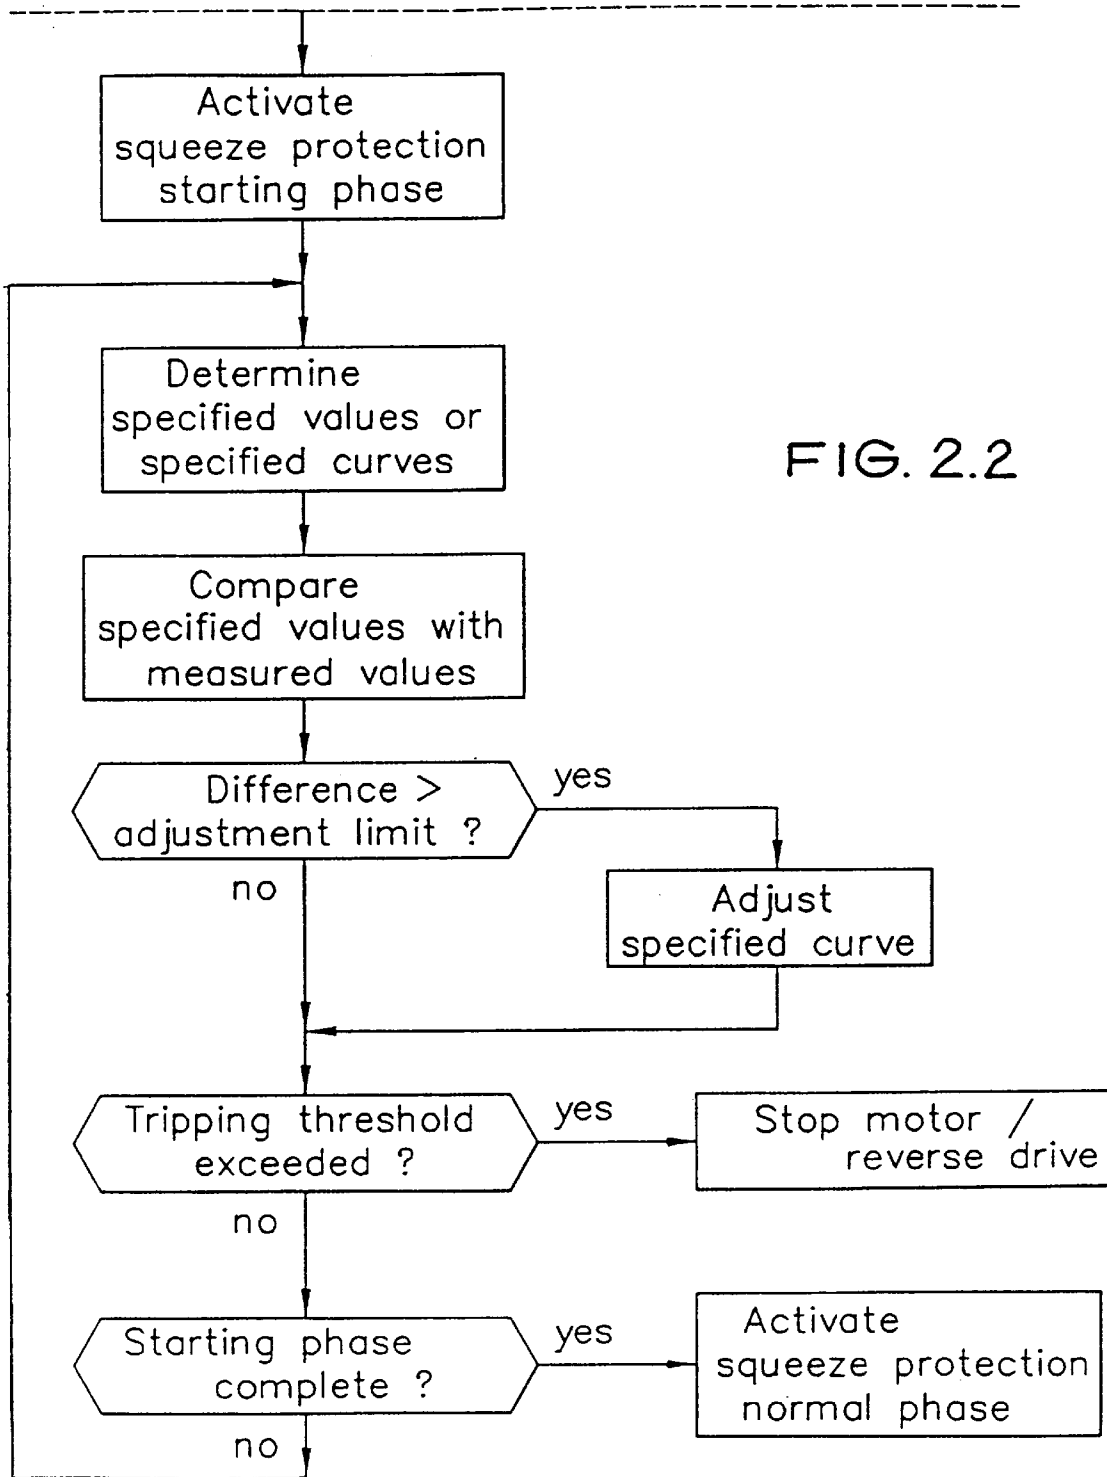 Activate
squeeze protection
starting phase
Determine
specified values or
specified curves
FIG. 2.2
Compare
specified values with
measured values
Difference >
adjustment limit ?
yes
no
Adjust
specified curve
Tripping threshold
exceeded ?
yes
Stop motor /
reverse drive
no
Starting phase
complete ?
yes
Activate
squeeze protection
normal phase
no